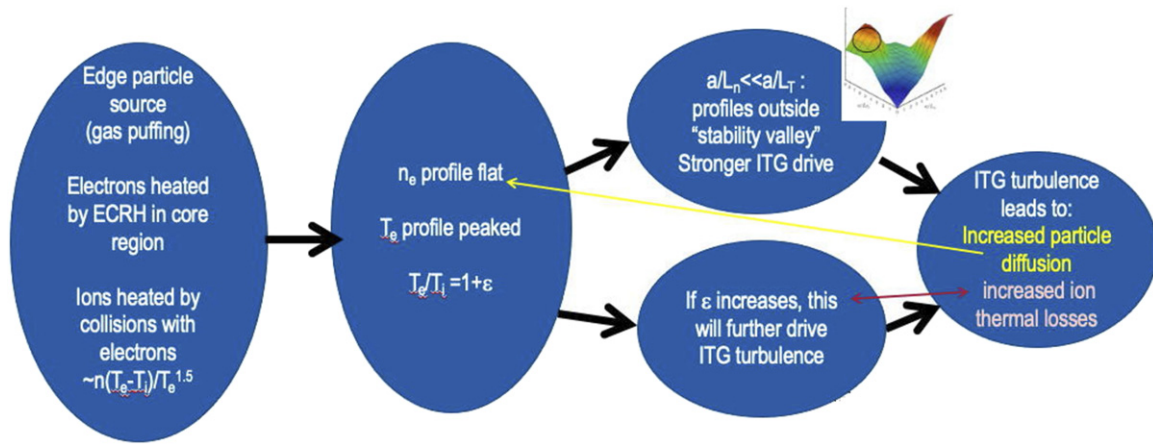 Edge particle
source
(gas puffing)
Electrons heated
by ECRH in core
region
Ions heated by
collisions with
electrons
~n(Te-Ti)/Te^1.5
ne profile flat
Te profile peaked
Te/Ti =1+ε
a/Ln<<a/LT :
profiles outside
“stability valley”
Stronger ITG drive
If ε increases, this
will further drive
ITG turbulence
ITG turbulence
leads to:
Increased particle
diffusion
increased ion
thermal losses